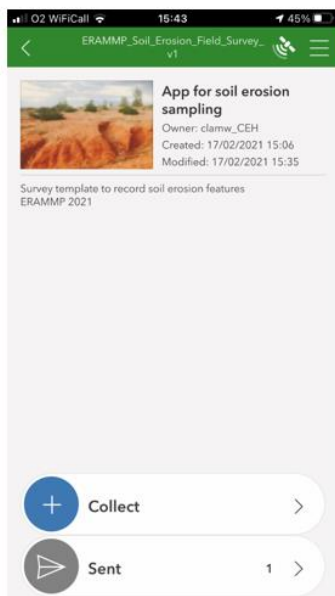 O2 WiFiCall 15:43 45%
ERAMMP_Soil_Erosion_Field_Survey_
v1
App for soil erosion
sampling
Owner: clamw_CEH
Created: 17/02/2021 15:06
Modified: 17/02/2021 15:35
Survey template to record soil erosion features
ERAMMP 2021
Collect
Sent 1